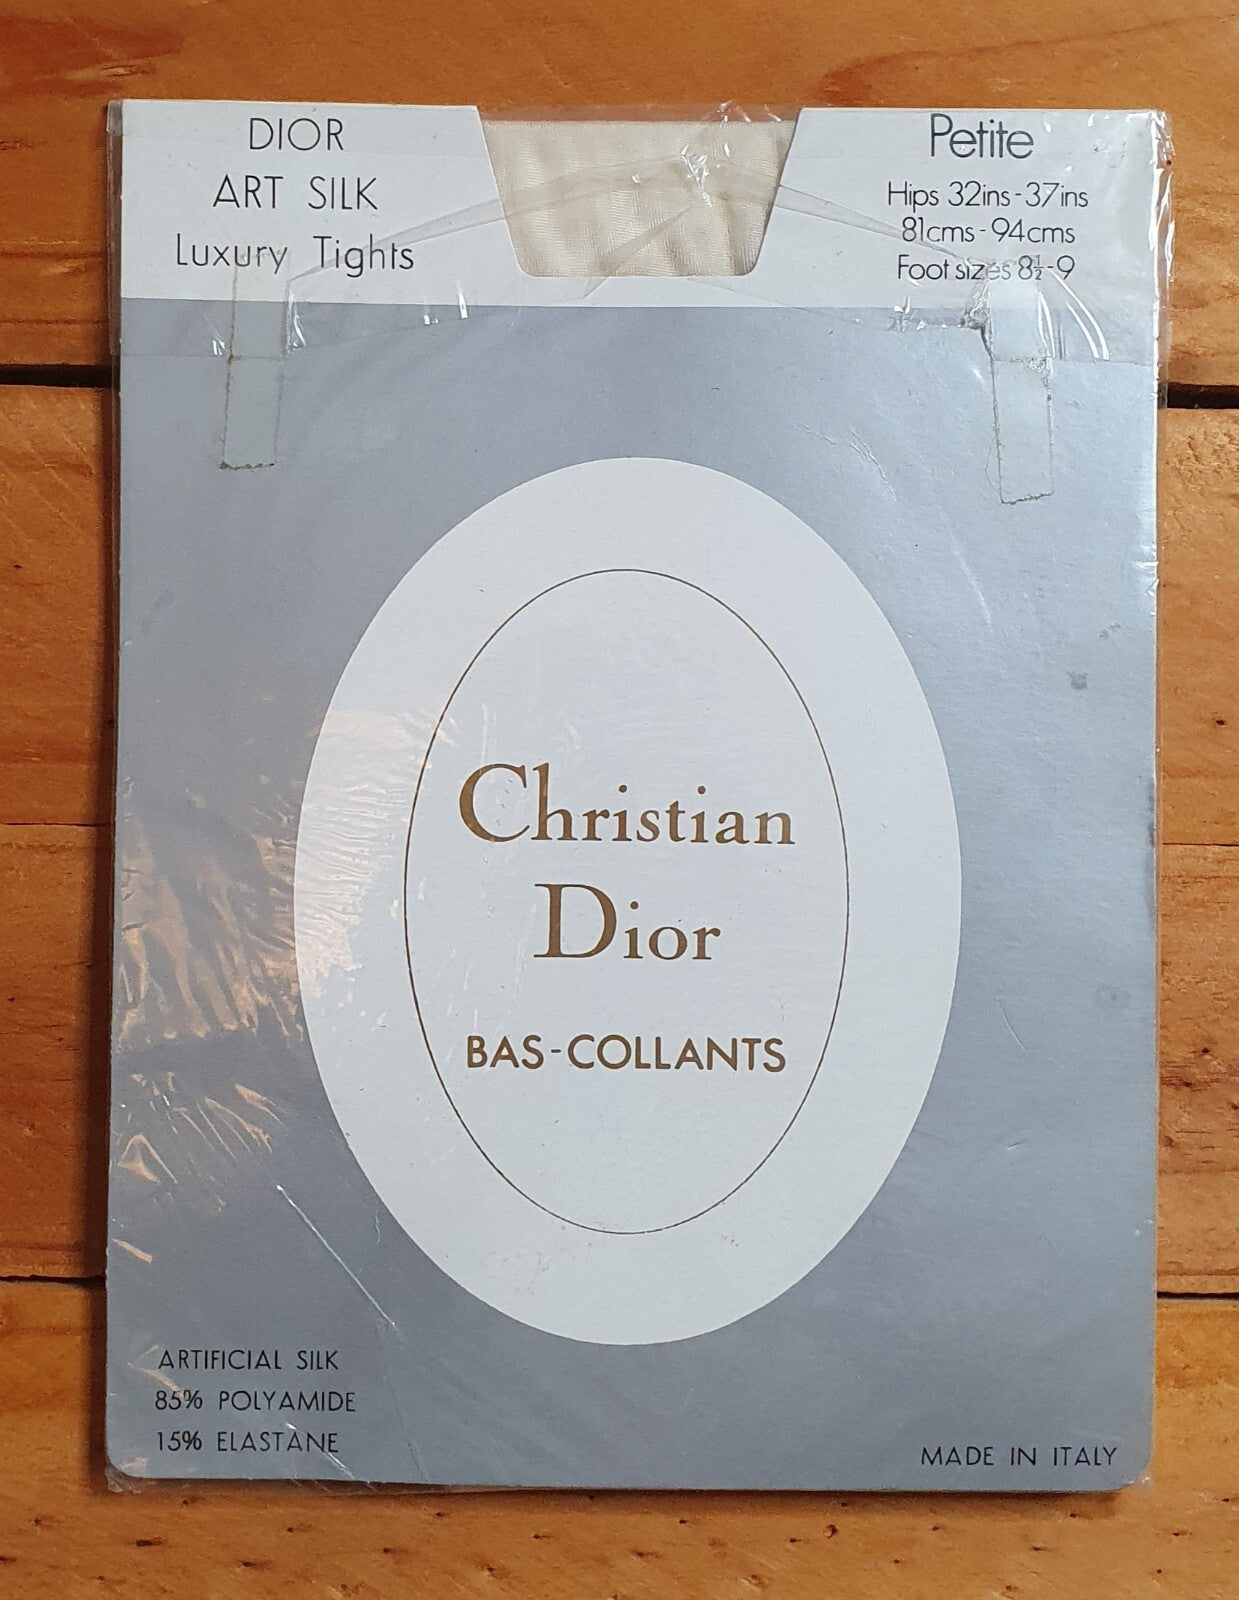 DIOR
ART SILK
Luxury Tights
Petite
Hips 32ins-37ins
81cms-94cms
Foot sizes 8½-9
Christian
Dior
BAS-COLLANTS
ARTIFICIAL SILK
85% POLYAMIDE
15% ELASTANE
MADE IN ITALY